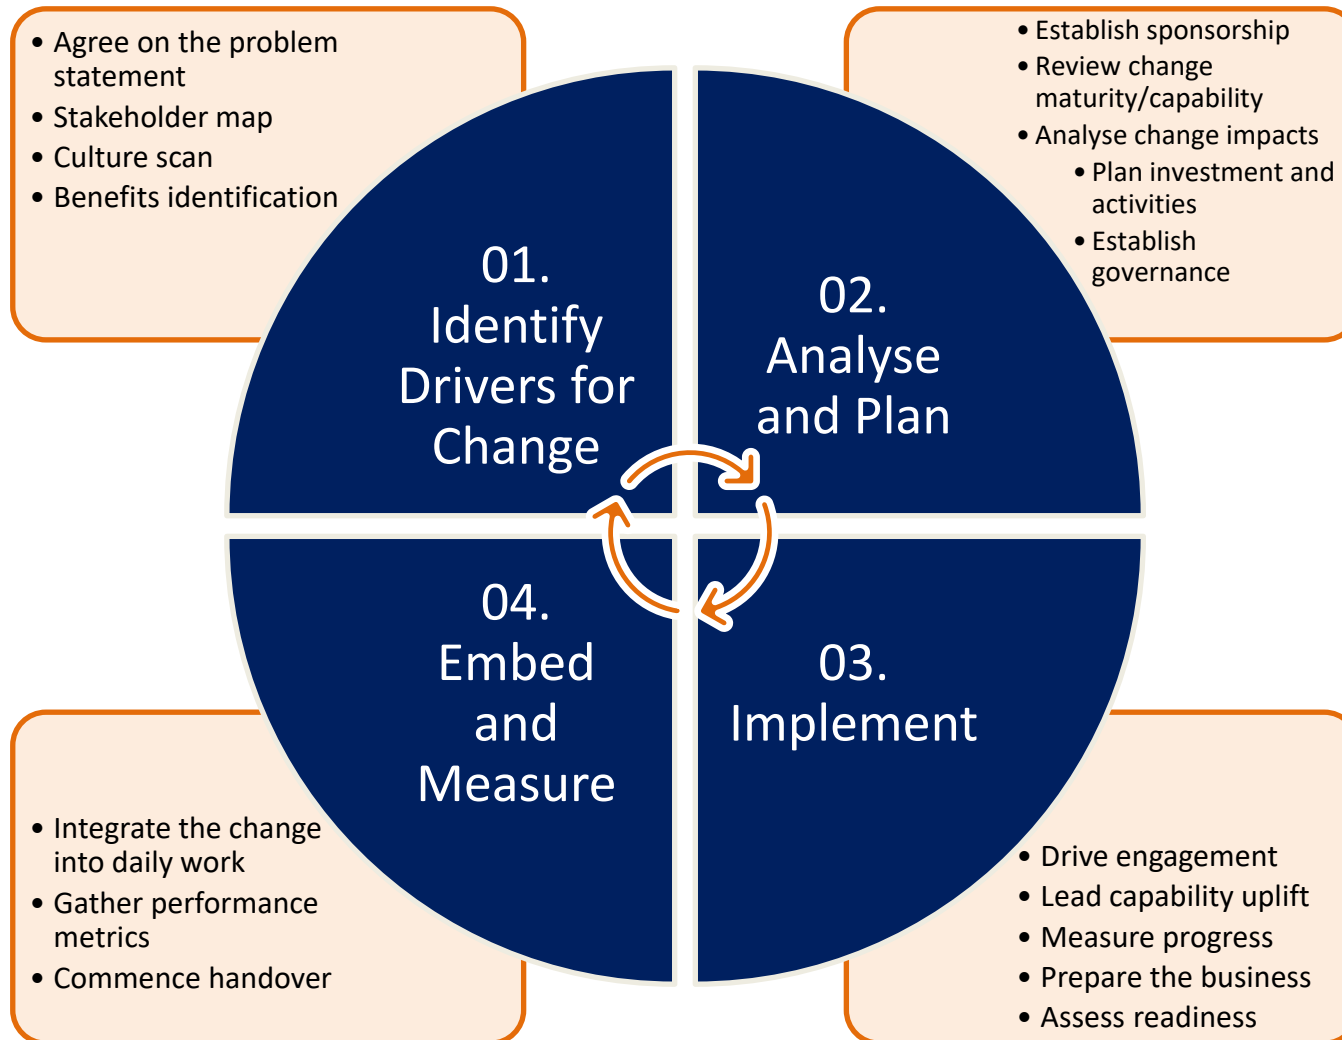 • Agree on the problem
statement
• Stakeholder map
• Culture scan
• Benefits identification
01.
Identify
Drivers for
Change
• Establish sponsorship
• Review change
maturity/capability
• Analyse change impacts
• Plan investment and
activities
• Establish
governance
02.
Analyse
and Plan
03.
Implement
• Drive engagement
• Lead capability uplift
• Measure progress
• Prepare the business
• Assess readiness
04.
Embed
and
Measure
• Integrate the change
into daily work
• Gather performance
metrics
• Commence handover